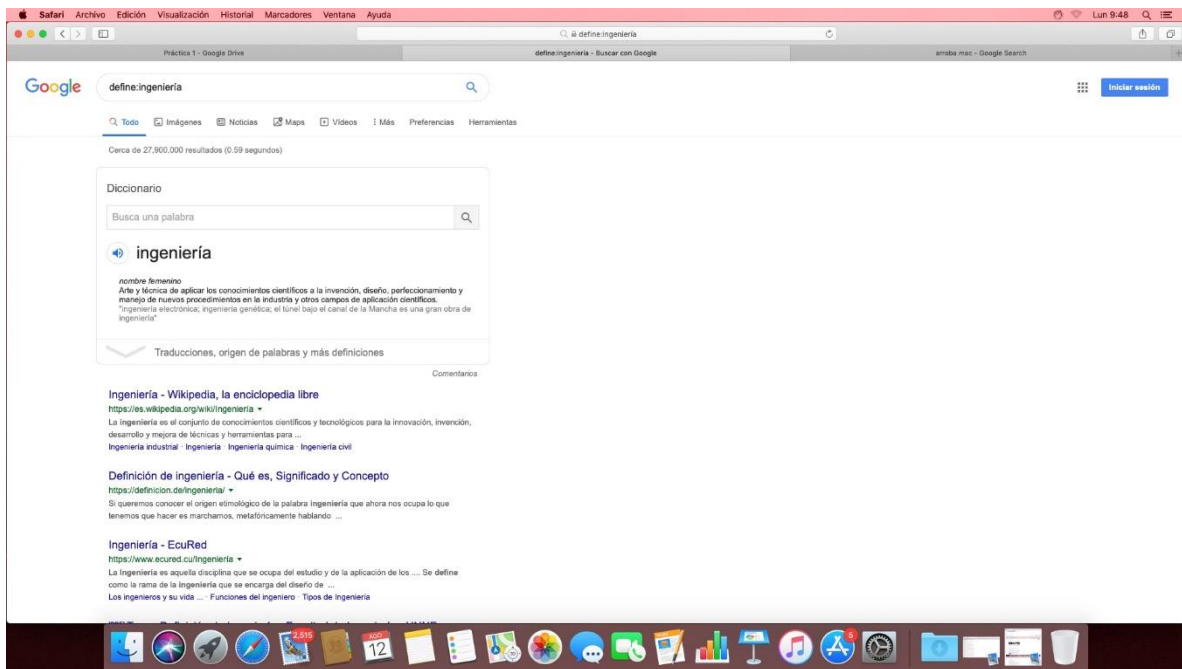 Safari Archivo Edición Visualización Historial Marcadores Ventana Ayuda Lun 9:48
define:ingeniería
Práctica 1 - Google Drive define:ingeniería - Buscar con Google arroba mac - Google Search
Google define:ingeniería Iniciar sesión
Todo Imágenes Noticias Maps Vídeos Más Preferencias Herramientas
Cerca de 27,900,000 resultados (0.59 segundos)
Diccionario
Busca una palabra
ingeniería
nombre femenino
Arte y técnica de aplicar los conocimientos científicos a la invención, diseño, perfeccionamiento y
manejo de nuevos procedimientos en la industria y otros campos de aplicación científicos.
"ingeniería electrónica; ingeniería genética; el túnel bajo el canal de la Mancha es una gran obra de
ingeniería"
Traducciones, origen de palabras y más definiciones
Comentarios
Ingeniería - Wikipedia, la enciclopedia libre
https://es.wikipedia.org/wiki/Ingeniería
La ingeniería es el conjunto de conocimientos científicos y tecnológicos para la innovación, invención,
desarrollo y mejora de técnicas y herramientas para ...
Ingeniería industrial · Ingeniería · Ingeniería química · Ingeniería civil
Definición de ingeniería - Qué es, Significado y Concepto
https://definicion.de/ingenieria/
Si queremos conocer el origen etimológico de la palabra ingeniería que ahora nos ocupa lo que
tenemos que hacer es marcharnos, metafóricamente hablando ...
Ingeniería - EcuRed
https://www.ecured.cu/Ingeniería
La Ingeniería es aquella disciplina que se ocupa del estudio y de la aplicación de los .... Se define
como la rama de la ingeniería que se encarga del diseño de ...
Los ingenieros y su vida ... · Funciones del ingeniero · Tipos de Ingeniería
2,515 AGO 12 5